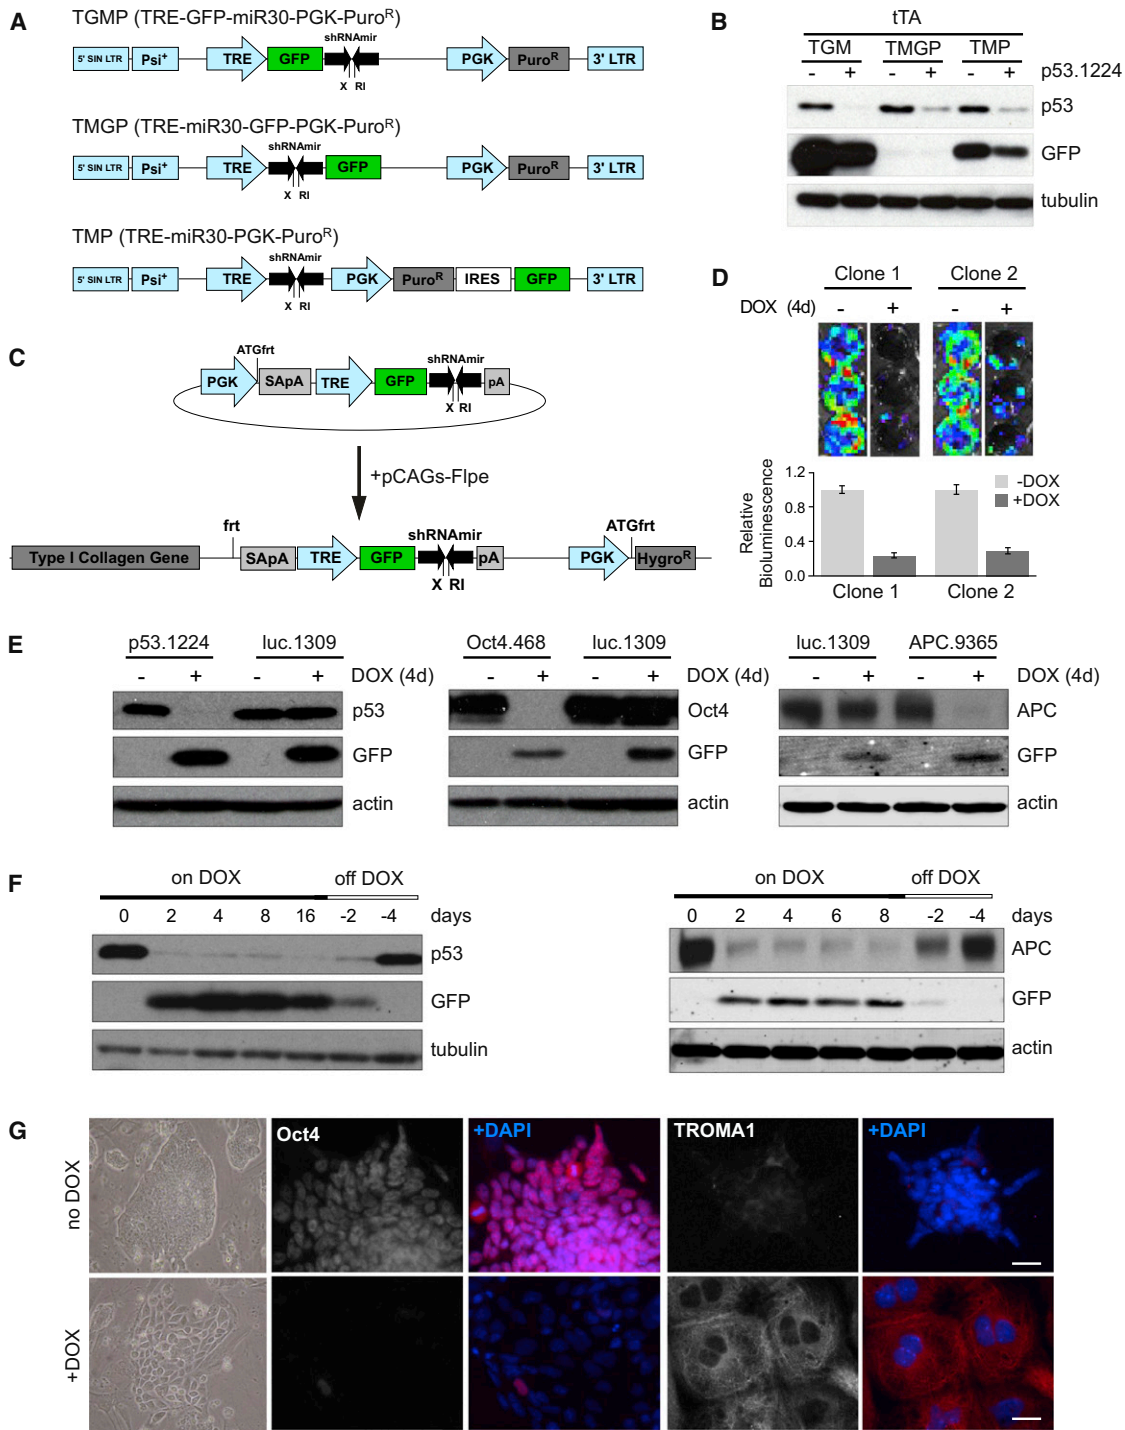 A
TGMP (TRE-GFP-miR30-PGK-Puroᴿ)
shRNAmir
5' SIN LTR Psi⁺ TRE GFP PGK Puroᴿ 3' LTR
X RI
TMGP (TRE-miR30-GFP-PGK-Puroᴿ)
shRNAmir
5' SIN LTR Psi⁺ TRE GFP PGK Puroᴿ 3' LTR
X RI
TMP (TRE-miR30-PGK-Puroᴿ)
shRNAmir
5' SIN LTR Psi⁺ TRE PGK Puroᴿ IRES GFP 3' LTR
X RI
B
tTA
TGM TMGP TMP
- + - + - + p53.1224
p53
GFP
tubulin
C
ATGfrt shRNAmir
PGK SApA TRE GFP pA
X RI
+pCAGs-Flpe
frt shRNAmir ATGfrt
Type I Collagen Gene SApA TRE GFP pA PGK Hygroᴿ
X RI
D
Clone 1 Clone 2
DOX (4d) - + - +
Relative
Bioluminescence
1.2
0.8
0.4
0.0
-DOX
+DOX
Clone 1 Clone 2
E
p53.1224 luc.1309
- + - + DOX (4d)
p53
GFP
actin
Oct4.468 luc.1309
- + - + DOX (4d)
Oct4
GFP
actin
luc.1309 APC.9365
- + - + DOX (4d)
APC
GFP
actin
F
on DOX off DOX
0 2 4 8 16 -2 -4 days
p53
GFP
tubulin
on DOX off DOX
0 2 4 6 8 -2 -4 days
APC
GFP
actin
G
no DOX
Oct4 +DAPI TROMA1 +DAPI
+DOX